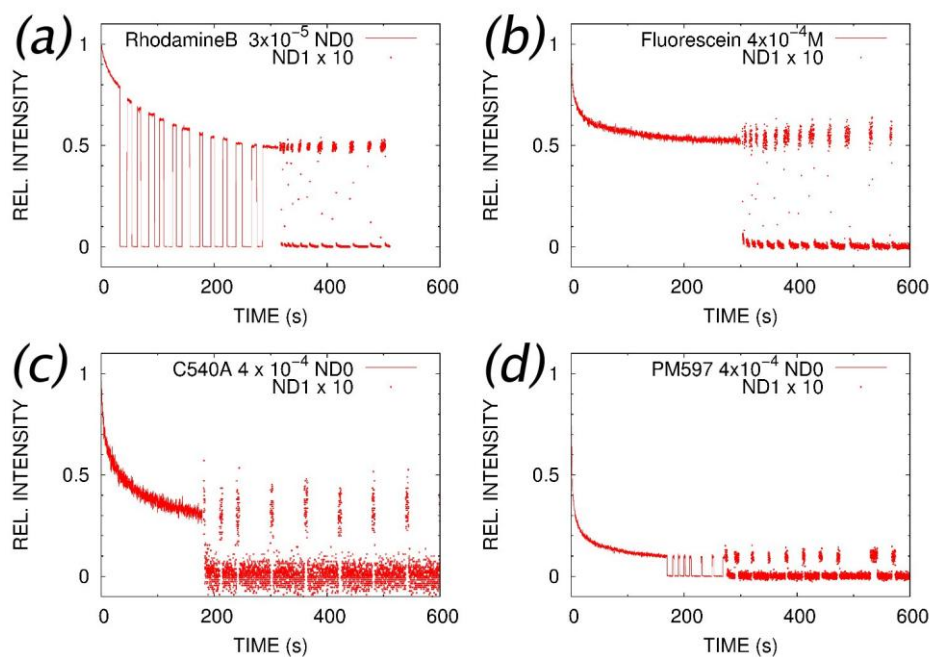 (a)
RhodamineB 3x10⁻⁵ ND0
ND1 x 10
REL. INTENSITY
1
0.5
0
0 200 400 600
TIME (s)
(b)
Fluorescein 4x10⁻⁴M
ND1 x 10
REL. INTENSITY
1
0.5
0
0 200 400 600
TIME (s)
(c)
C540A 4 x 10⁻⁴ ND0
ND1 x 10
REL. INTENSITY
1
0.5
0
0 200 400 600
TIME (s)
(d)
PM597 4x10⁻⁴ ND0
ND1 x 10
REL. INTENSITY
1
0.5
0
0 200 400 600
TIME (s)